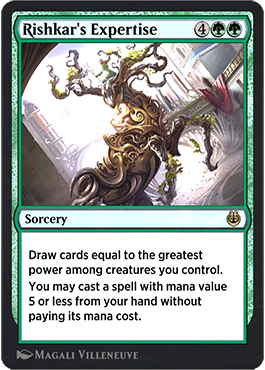 Rishkar's Expertise 4
Sorcery
Draw cards equal to the greatest
power among creatures you control.
You may cast a spell with mana value
5 or less from your hand without
paying its mana cost.
MAGALI VILLENEUVE